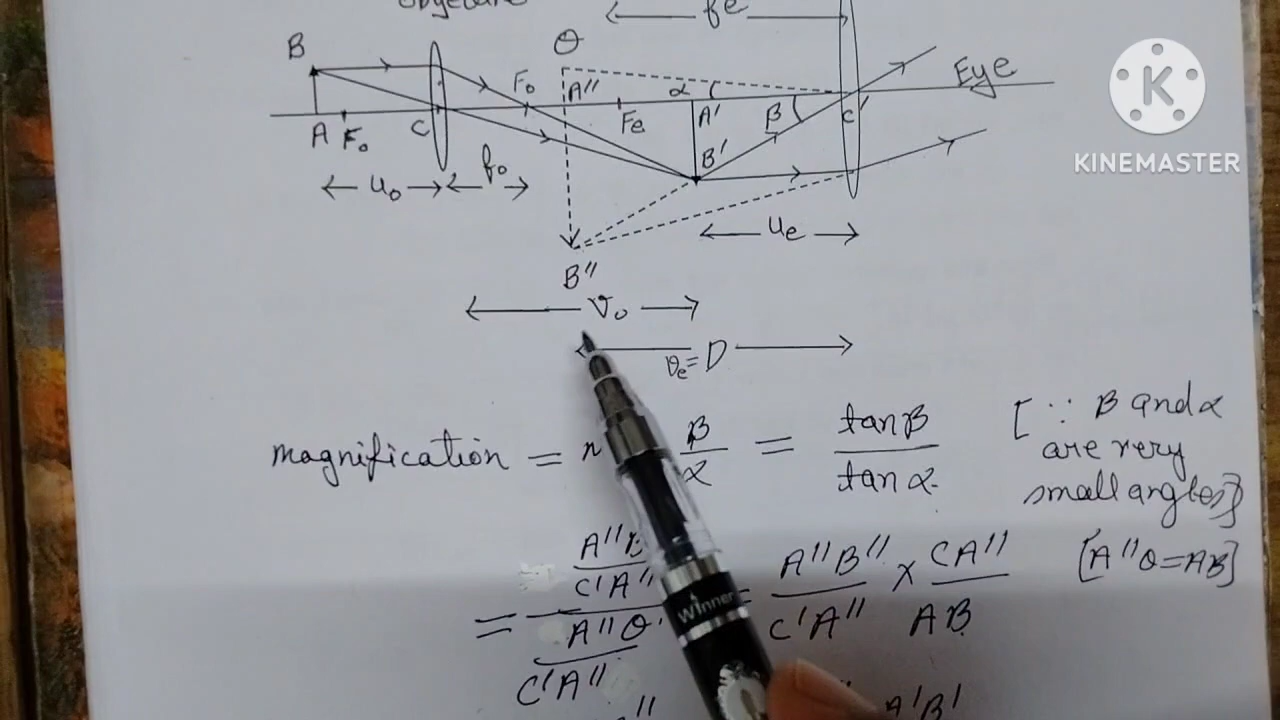 fe
B
O
Eye
KINEMASTER
Fo
A″
α
A
Fo
C
Fe
A′
β
C′
B′
uo
fo
ue
B″
vo
ve=D
magnification = β/α = tanβ/tanα [∵ β and α
are very
small angles]
= A″B″/C′A″ / A″O/C′A″ = A″B″/C′A″ × CA″/AB [A″O=AB]
A′B′
Winner